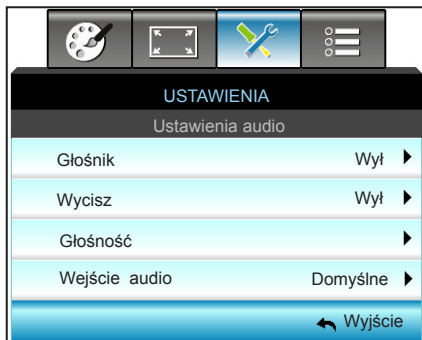 USTAWIENIA
Ustawienia audio
Głośnik Wył
Wycisz Wył
Głośność
Wejście audio Domyślne
Wyjście